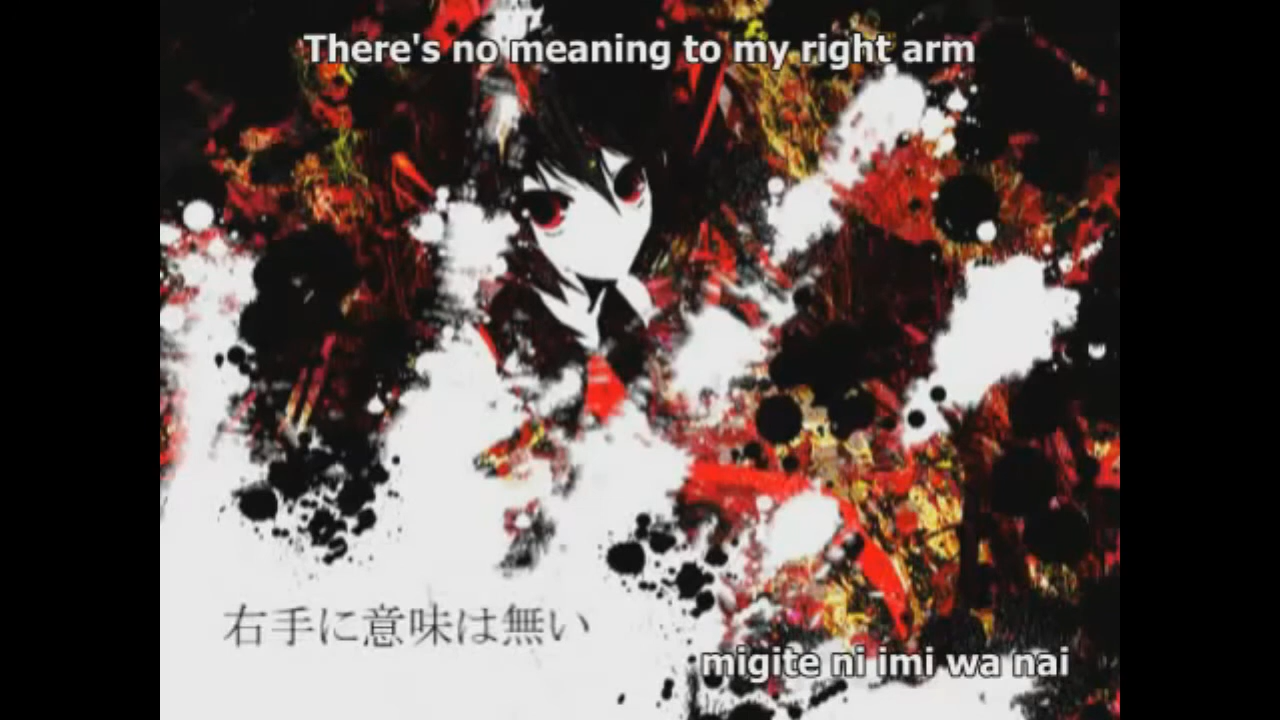 There's no meaning to my right arm
右手に意味は無い
migite ni imi wa nai